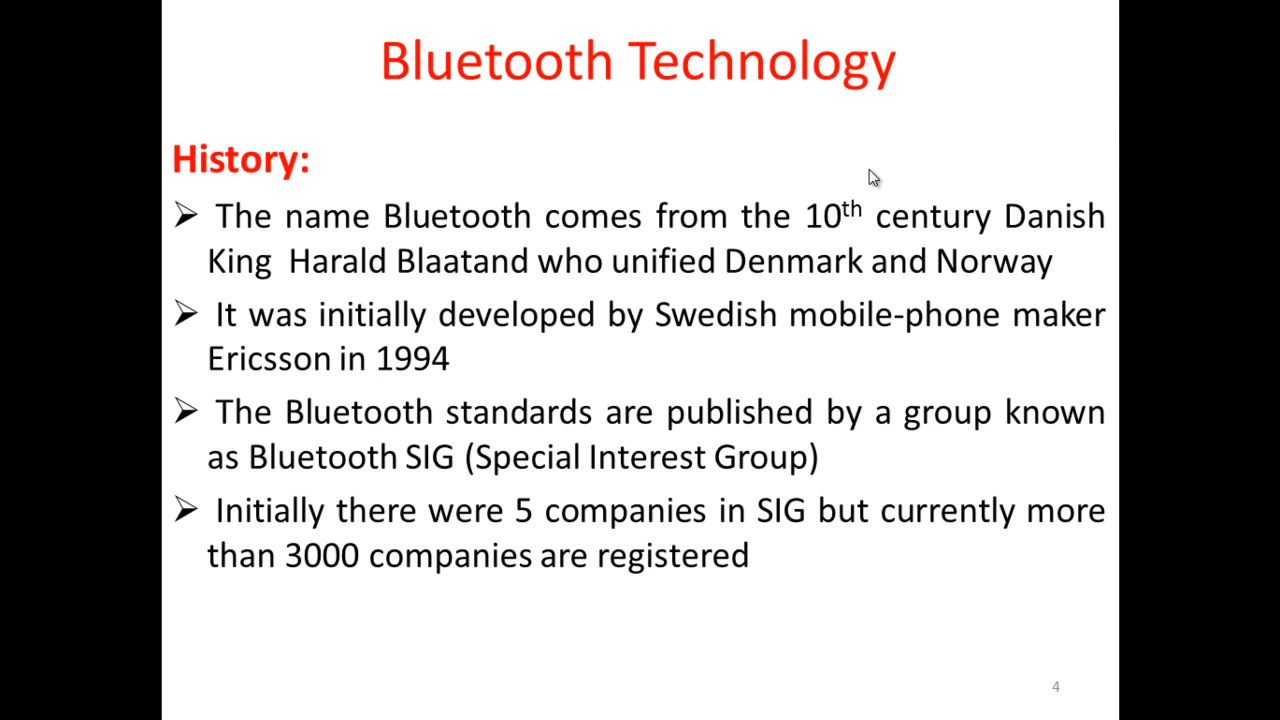 Bluetooth Technology
History:
➢ The name Bluetooth comes from the 10th century Danish
King Harald Blaatand who unified Denmark and Norway
➢ It was initially developed by Swedish mobile-phone maker
Ericsson in 1994
➢ The Bluetooth standards are published by a group known
as Bluetooth SIG (Special Interest Group)
➢ Initially there were 5 companies in SIG but currently more
than 3000 companies are registered
4